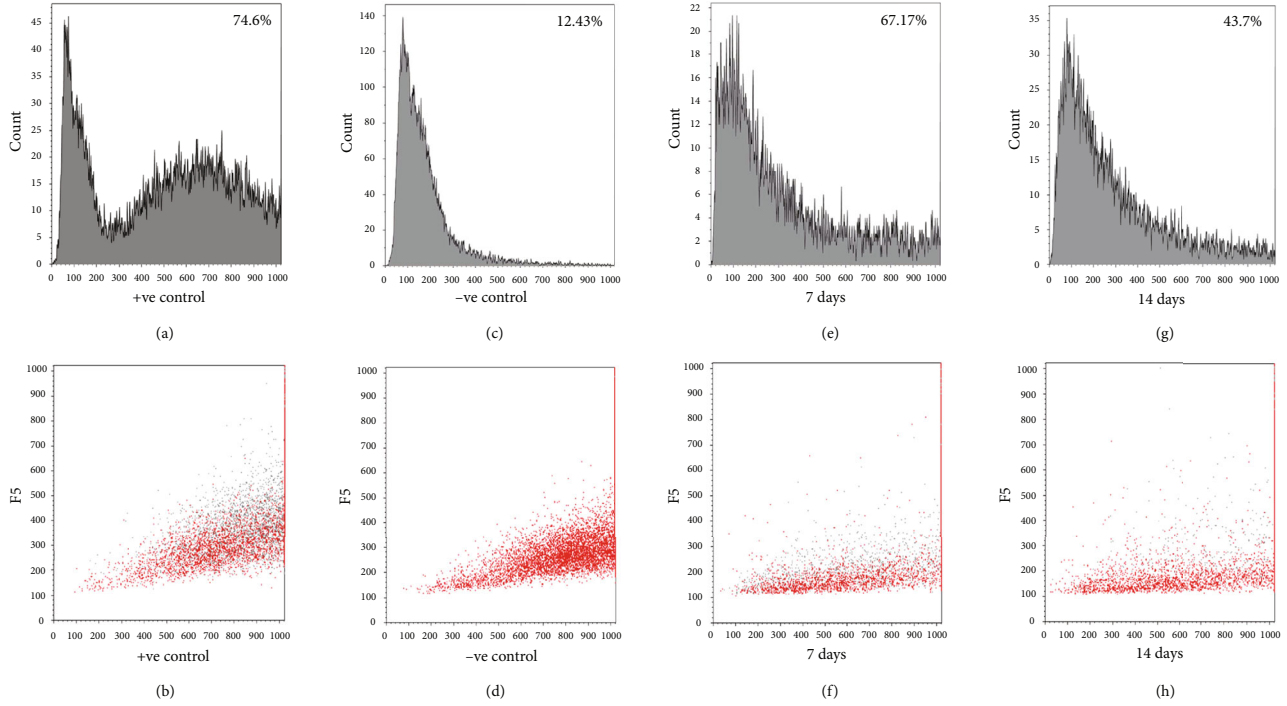 74.6%
45
40
35
30
25
20
15
10
5
0
Count
0 100 200 300 400 500 600 700 800 900 1000
+ve control
(a)
12.43%
140
120
100
80
60
40
20
0
Count
0 100 200 300 400 500 600 700 800 900 1000
−ve control
(c)
67.17%
22
20
18
16
14
12
10
8
6
4
2
0
Count
0 100 200 300 400 500 600 700 800 900 1000
7 days
(e)
43.7%
35
30
25
20
15
10
5
0
Count
0 100 200 300 400 500 600 700 800 900 1000
14 days
(g)
1000
900
800
700
600
500
400
300
200
100
0
F5
0 100 200 300 400 500 600 700 800 900 1000
+ve control
(b)
1000
900
800
700
600
500
400
300
200
100
0
F5
0 100 200 300 400 500 600 700 800 900 1000
−ve control
(d)
1000
900
800
700
600
500
400
300
200
100
0
F5
0 100 200 300 400 500 600 700 800 900 1000
7 days
(f)
1000
900
800
700
600
500
400
300
200
100
0
F5
0 100 200 300 400 500 600 700 800 900 1000
14 days
(h)